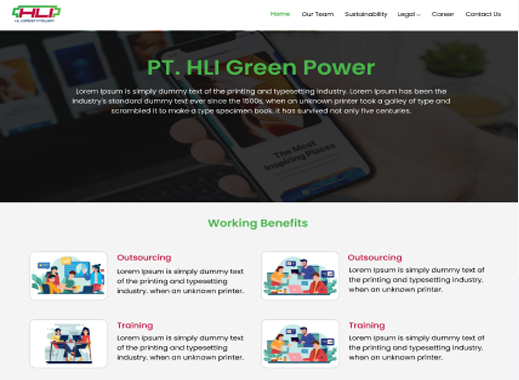 HLI
HLI GREEN POWER
Home Our Team Sustainability Legal Career Contact Us
PT. HLI Green Power
Lorem Ipsum is simply dummy text of the printing and typesetting industry. Lorem Ipsum has been the
industry's standard dummy text ever since the 1500s, when an unknown printer took a galley of type and
scrambled it to make a type specimen book. It has survived not only five centuries.
The Most
Inspiring Places
Working Benefits
Outsourcing
Lorem Ipsum is simply dummy text
of the printing and typesetting
industry. when an unknown printer.
Outsourcing
Lorem Ipsum is simply dummy text of
the printing and typesetting industry.
when an unknown printer.
Training
Lorem Ipsum is simply dummy text
of the printing and typesetting
industry. when an unknown printer.
Training
Lorem Ipsum is simply dummy text of
the printing and typesetting industry.
when an unknown printer.